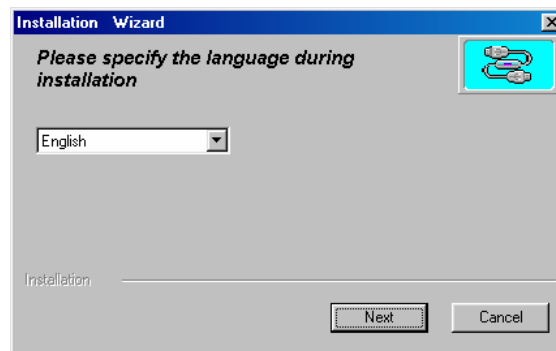 Installation Wizard
Please specify the language during
installation
English
Installation
Next
Cancel